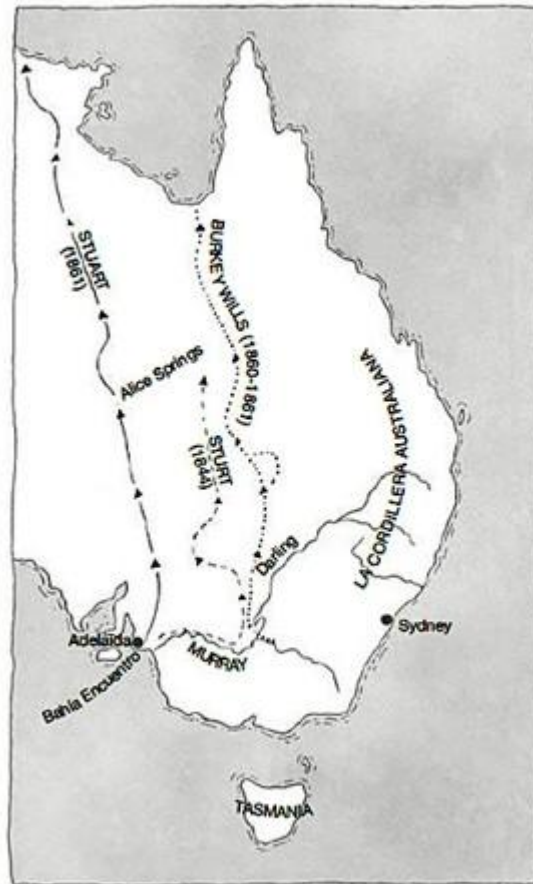 STUART
(1861)
BURKE Y WILLS (1860-1861)
Alice Springs
STURT
(1844)
LA CORDILLERA AUSTRALIANA
Darling
Sydney
Adelaida
MURRAY
Bahía Encuentro
TASMANIA